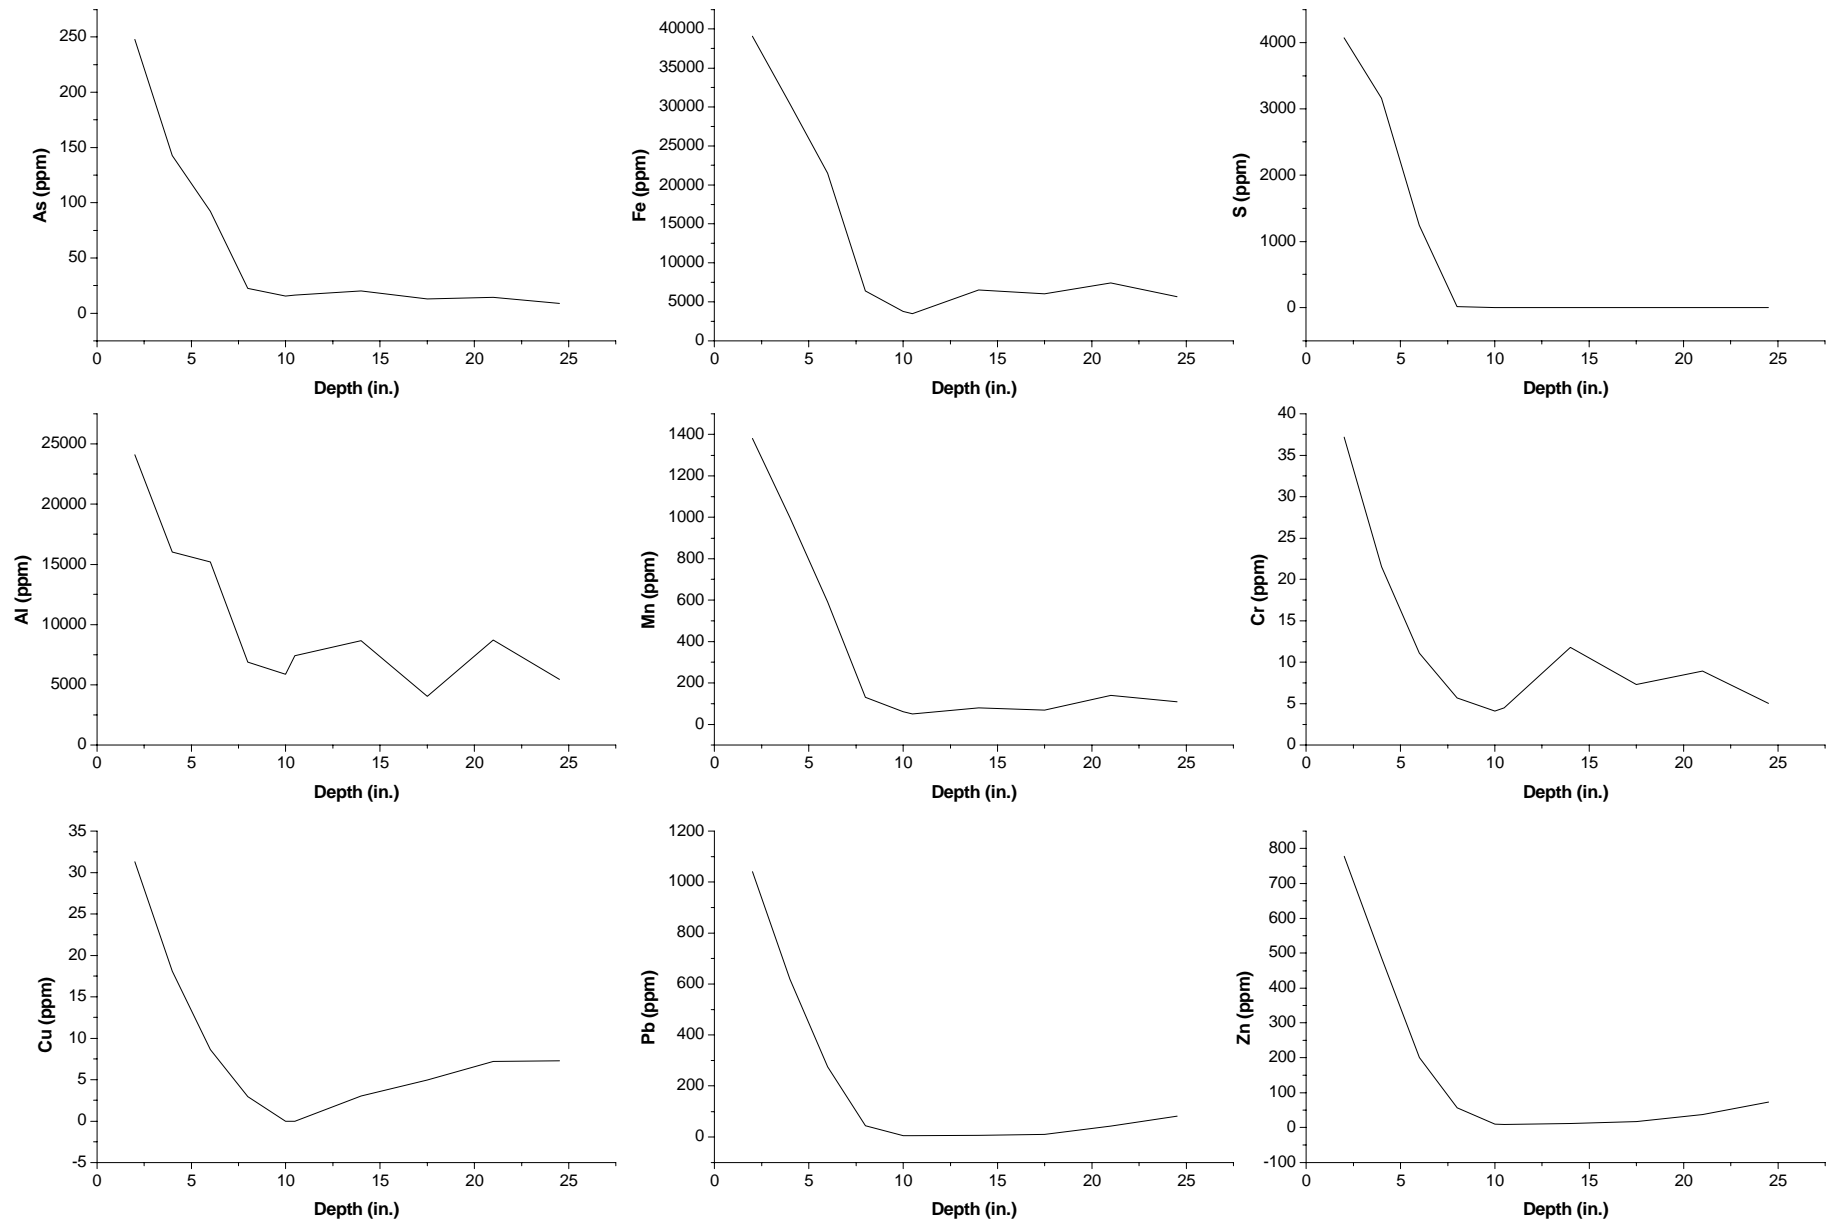 250
200
150
100
50
0
As (ppm)
0 5 10 15 20 25
Depth (in.)
40000
35000
30000
25000
20000
15000
10000
5000
0
Fe (ppm)
0 5 10 15 20 25
Depth (in.)
4000
3000
2000
1000
0
S (ppm)
0 5 10 15 20 25
Depth (in.)
25000
20000
15000
10000
5000
0
Al (ppm)
0 5 10 15 20 25
Depth (in.)
1400
1200
1000
800
600
400
200
0
Mn (ppm)
0 5 10 15 20 25
Depth (in.)
40
35
30
25
20
15
10
5
0
Cr (ppm)
0 5 10 15 20 25
Depth (in.)
35
30
25
20
15
10
5
0
-5
Cu (ppm)
0 5 10 15 20 25
Depth (in.)
1200
1000
800
600
400
200
0
Pb (ppm)
0 5 10 15 20 25
Depth (in.)
800
700
600
500
400
300
200
100
0
-100
Zn (ppm)
0 5 10 15 20 25
Depth (in.)